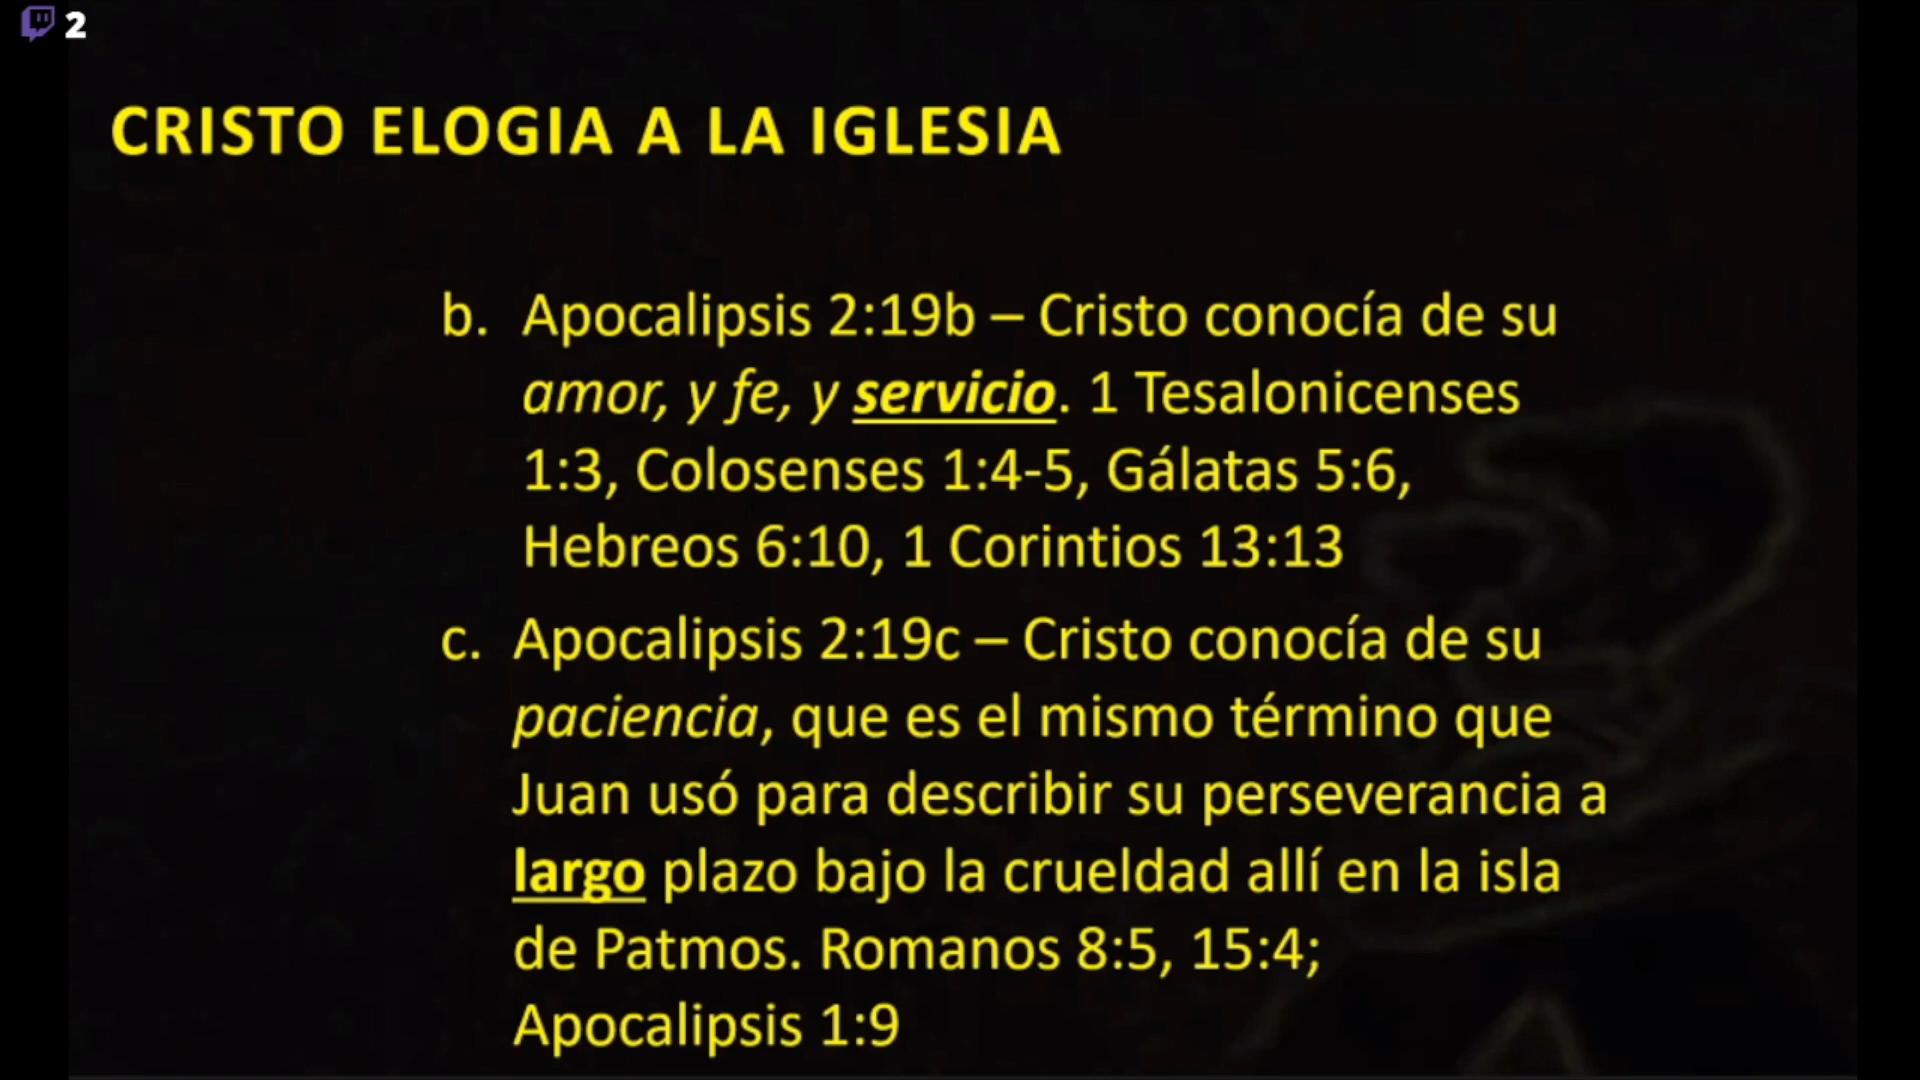 2
CRISTO ELOGIA A LA IGLESIA
b. Apocalipsis 2:19b – Cristo conocía de su
amor, y fe, y servicio. 1 Tesalonicenses
1:3, Colosenses 1:4-5, Gálatas 5:6,
Hebreos 6:10, 1 Corintios 13:13
c. Apocalipsis 2:19c – Cristo conocía de su
paciencia, que es el mismo término que
Juan usó para describir su perseverancia a
largo plazo bajo la crueldad allí en la isla
de Patmos. Romanos 8:5, 15:4;
Apocalipsis 1:9